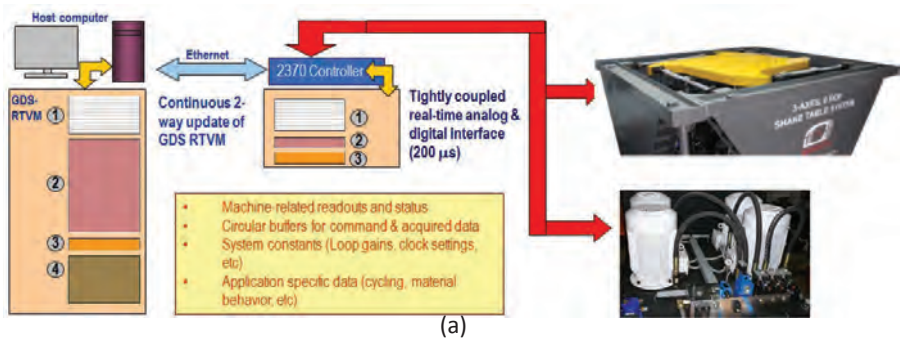 Host computer
Ethernet
2370 Controller
GDS-
RTVM
1
2
3
4
Continuous 2-
way update of
GDS RTVM
1
2
3
Tightly coupled
real-time analog &
digital Interface
(200 µs)
• Machine-related readouts and status
• Circular buffers for command & acquired data
• System constants (Loop gains, clock settings,
etc)
• Application specific data (cycling, material
behavior, etc)
3-AXIS, 6 DOF
SHAKE TABLE SYSTEM
(a)